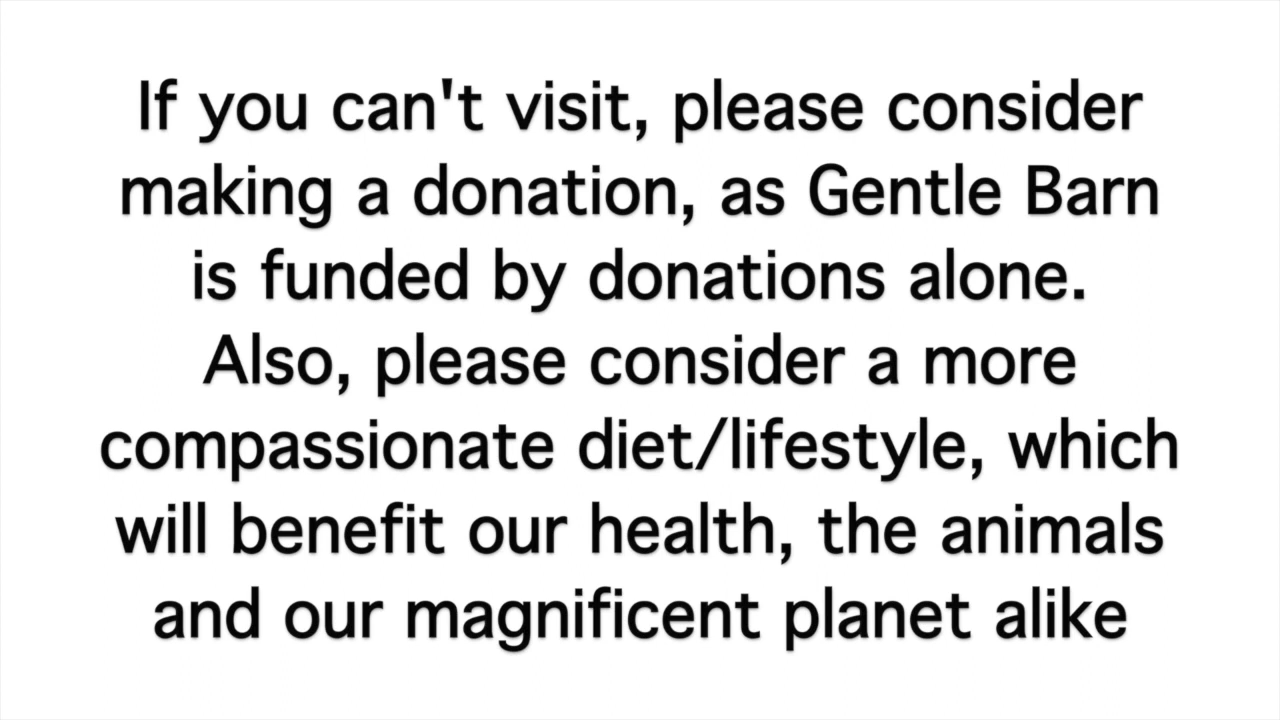 If you can't visit, please consider
making a donation, as Gentle Barn
is funded by donations alone.
Also, please consider a more
compassionate diet/lifestyle, which
will benefit our health, the animals
and our magnificent planet alike